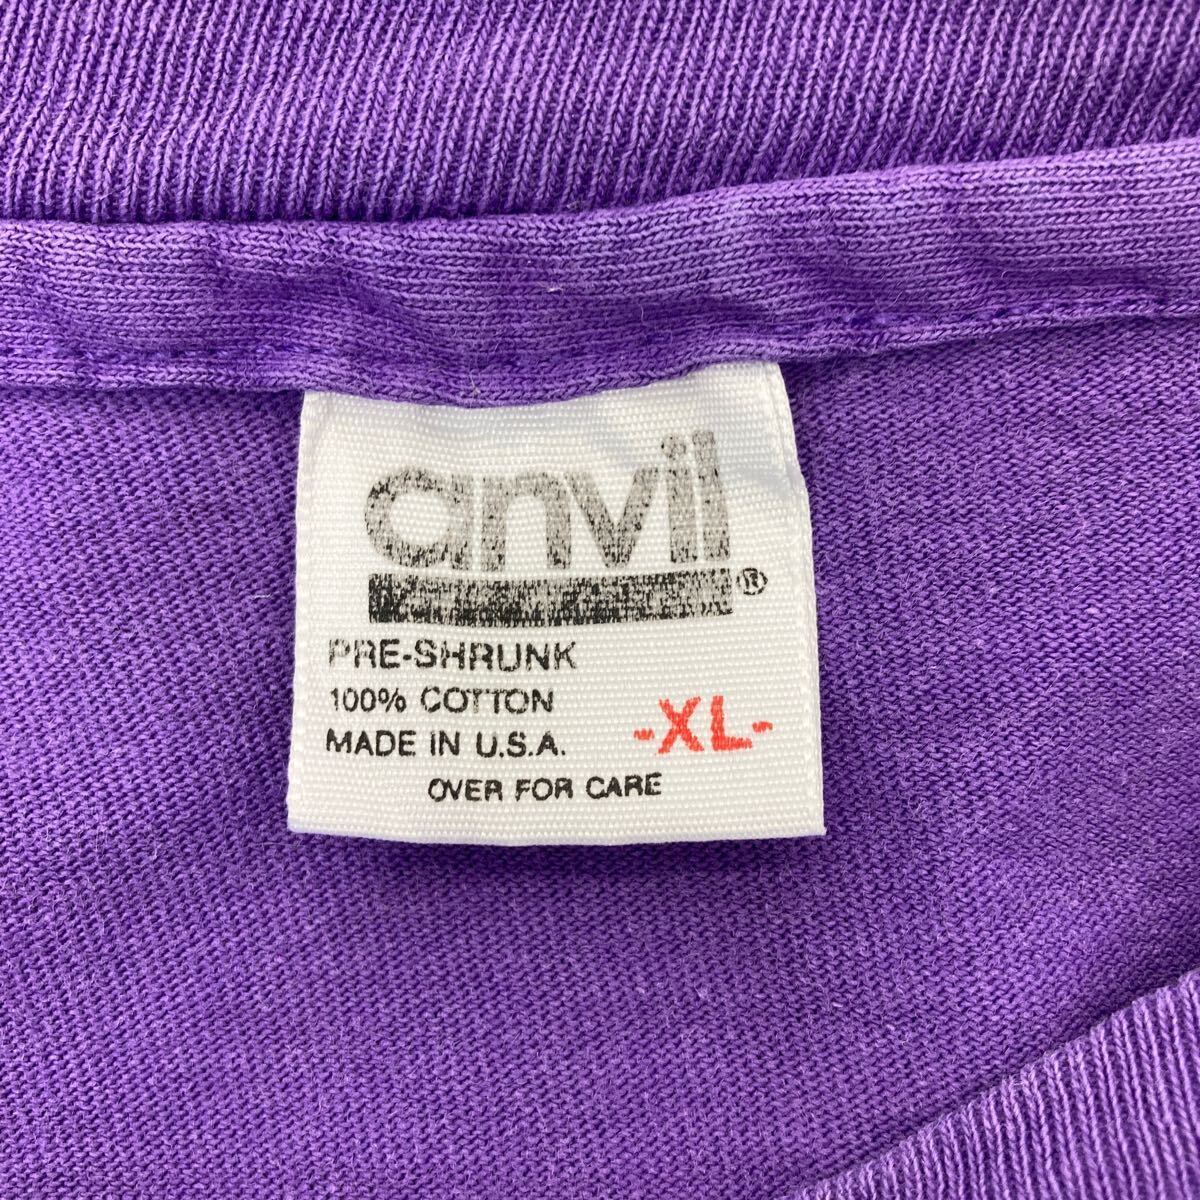 anvil®
PRE-SHRUNK
100% COTTON
MADE IN U.S.A. -XL-
OVER FOR CARE